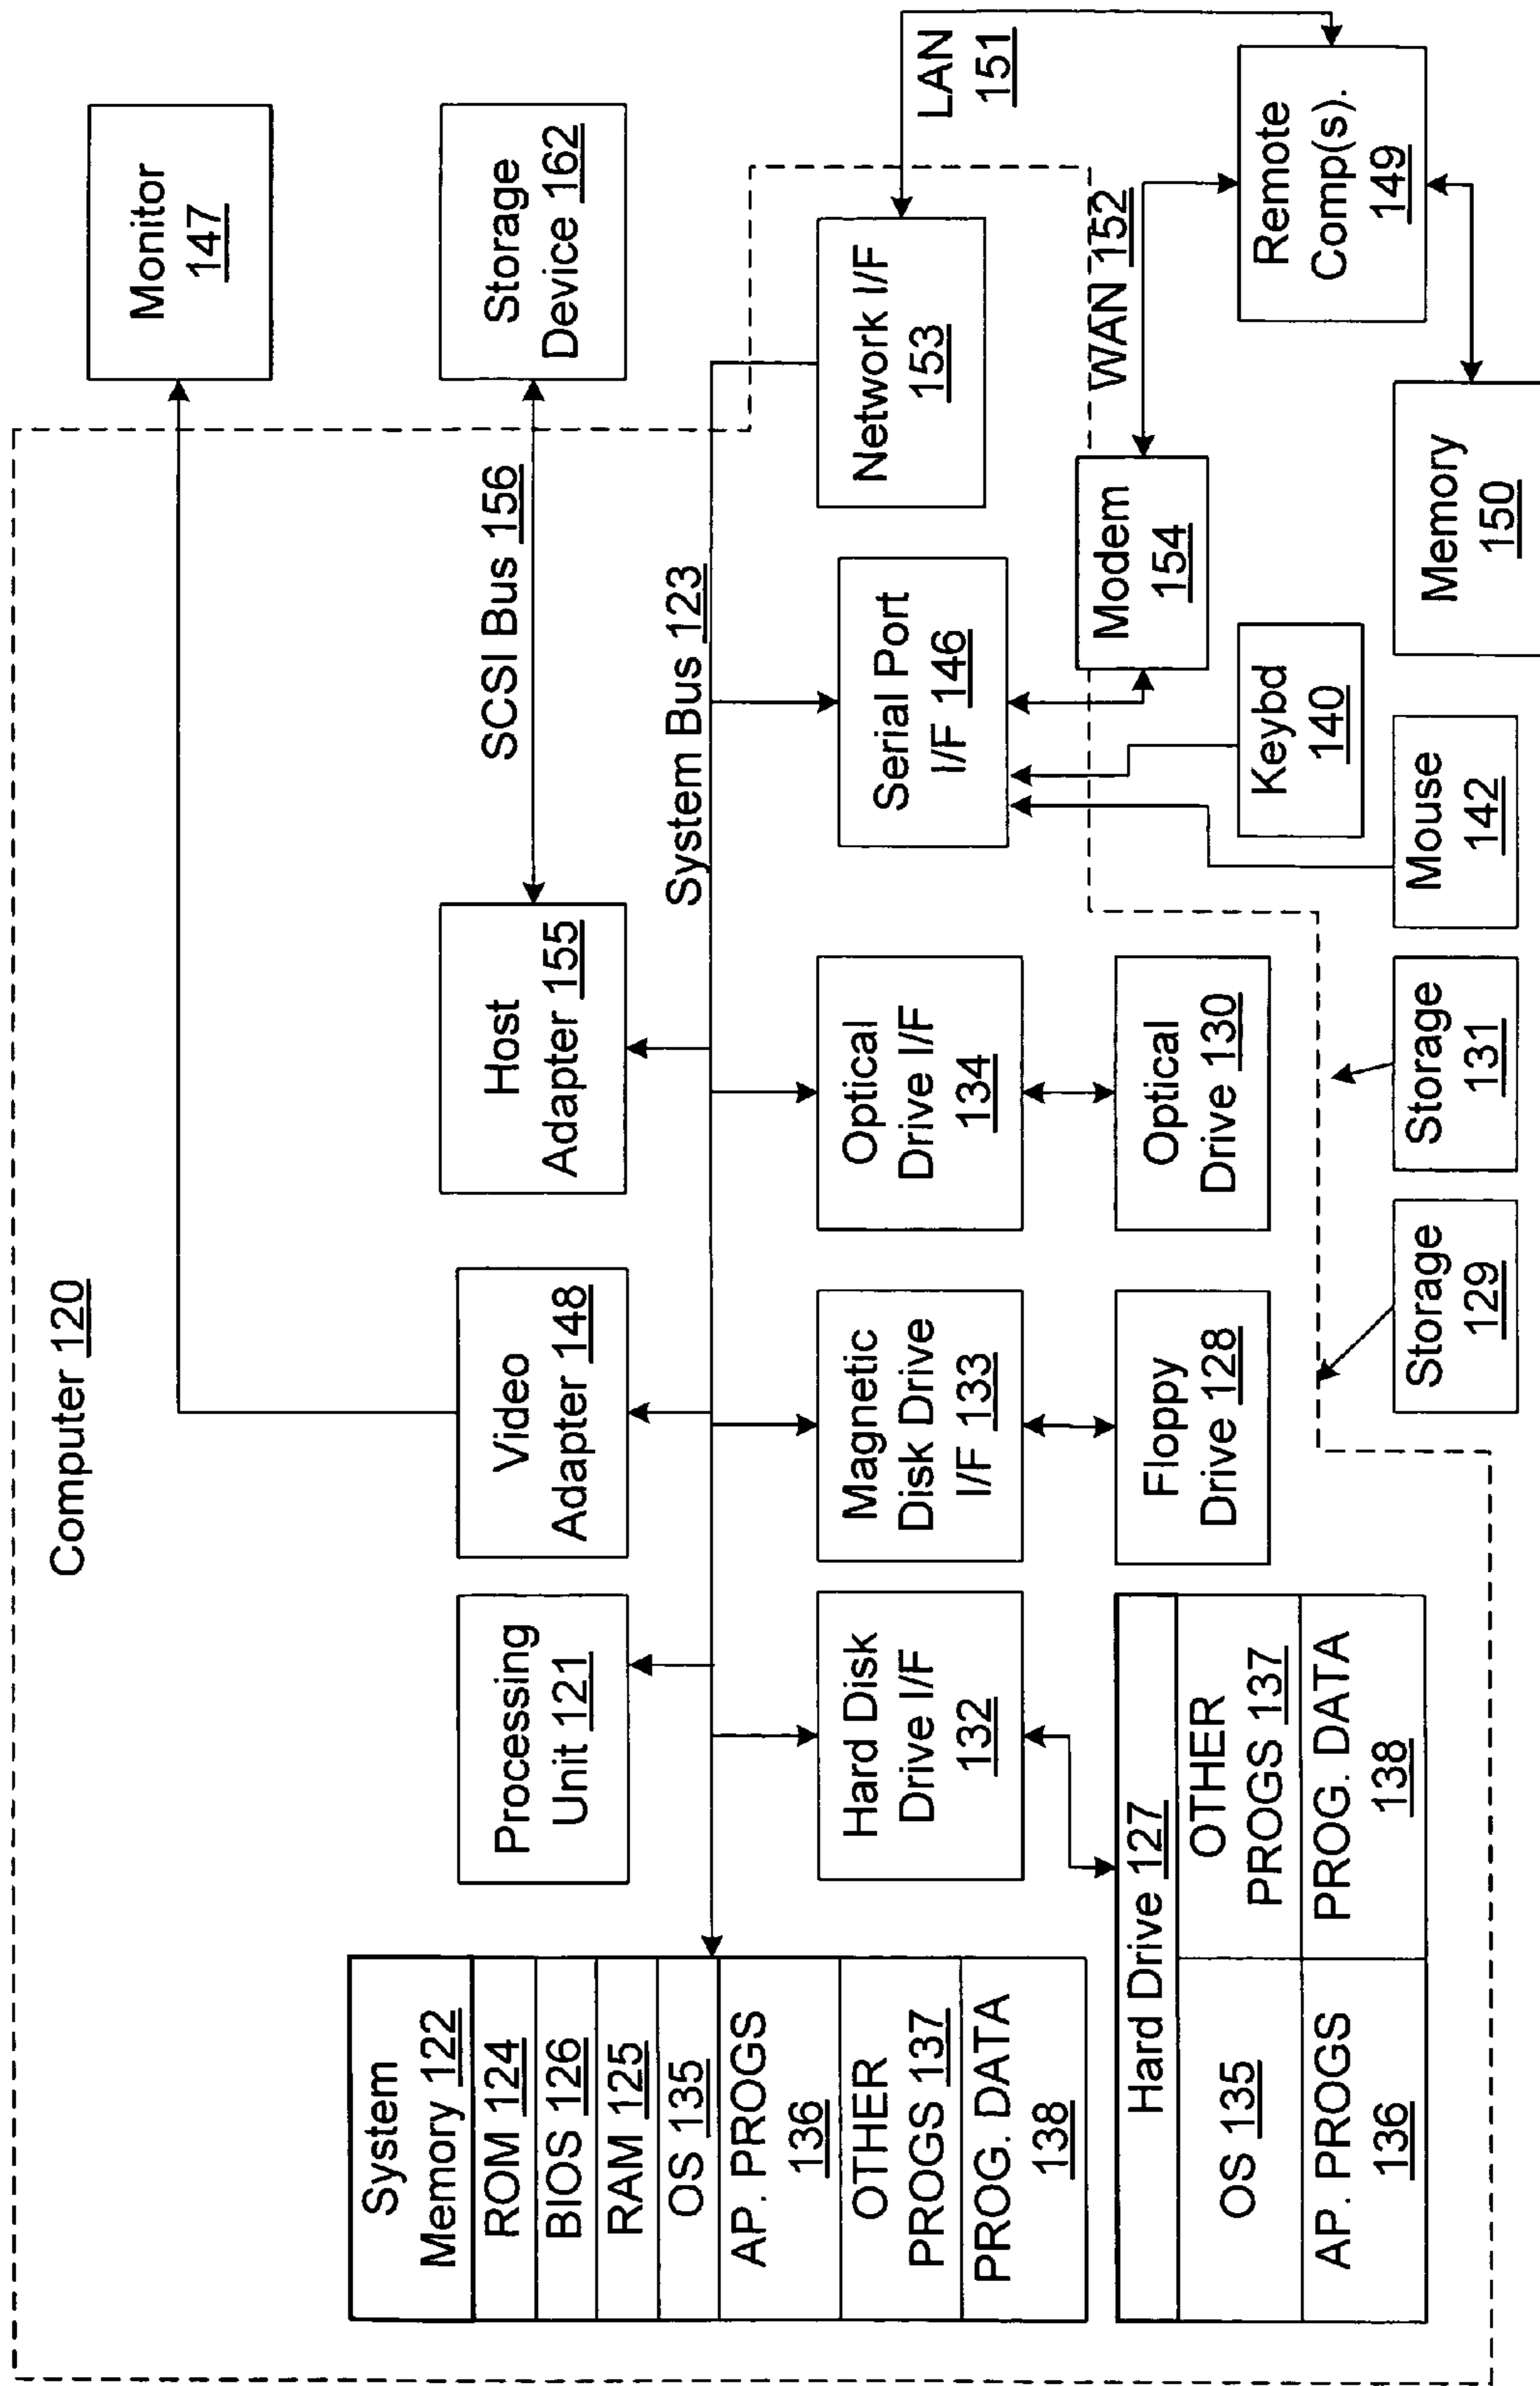 Computer 120
Monitor
147
System
Memory 122
ROM 124
BIOS 126
RAM 125
OS 135
AP. PROGS
136
OTHER
PROGS 137
PROG. DATA
138
Processing
Unit 121
Video
Adapter 148
Host
Adapter 155
SCSI Bus 156
Storage
Device 162
System Bus 123
Hard Disk
Drive I/F
132
Magnetic
Disk Drive
I/F 133
Optical
Drive I/F
134
Serial Port
I/F 146
Network I/F
153
LAN
151
Hard Drive 127
OS 135
OTHER
PROGS 137
AP. PROGS
136
PROG. DATA
138
Floppy
Drive 128
Optical
Drive 130
Modem
154
WAN 152
Keybd
140
Remote
Comp(s).
149
Storage
129
Storage
131
Mouse
142
Memory
150